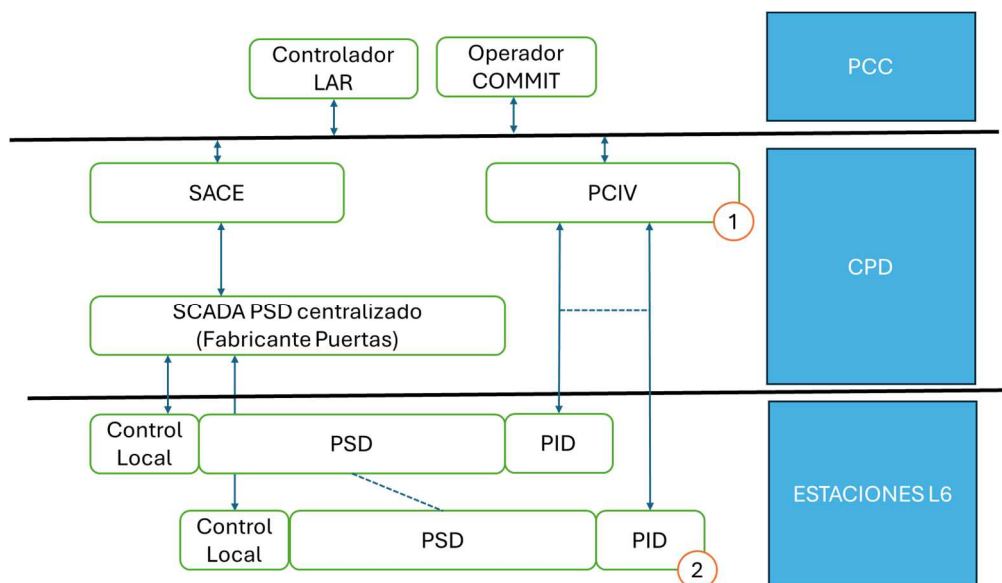 Controlador
LAR
Operador
COMMIT
PCC
SACE
PCIV
1
CPD
SCADA PSD centralizado
(Fabricante Puertas)
Control
Local
PSD
PID
ESTACIONES L6
Control
Local
PSD
PID
2